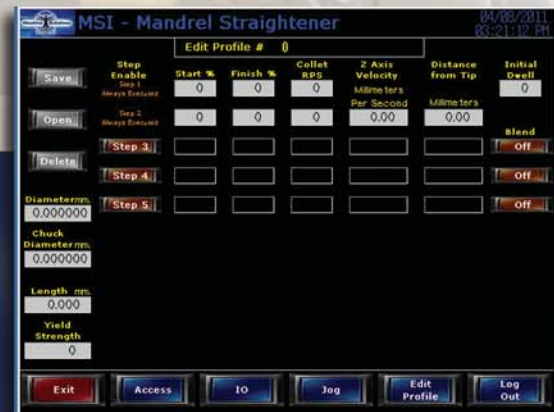 MSI - Mandrel Straightener
04/08/2011
03:21:12 PM
Edit Profile # 0
Step Enable
Start %
Finish %
Collet RPS
Z Axis Velocity
Distance from Tip
Initial Dwell
Save
Step 1
Always Executed
0
0
0
Millimeters Per Second
Millimeters
0
Open
Step 2
Always Executed
0
0
0
0.00
0.00
Blend
Step 3
Off
Delete
Step 4
Off
Step 5
Off
Diameter mm.
0.000000
Chuck
Diameter mm.
0.000000
Length mm.
0.000
Yield
Strength
0
Exit
Access
IO
Jog
Edit Profile
Log Out